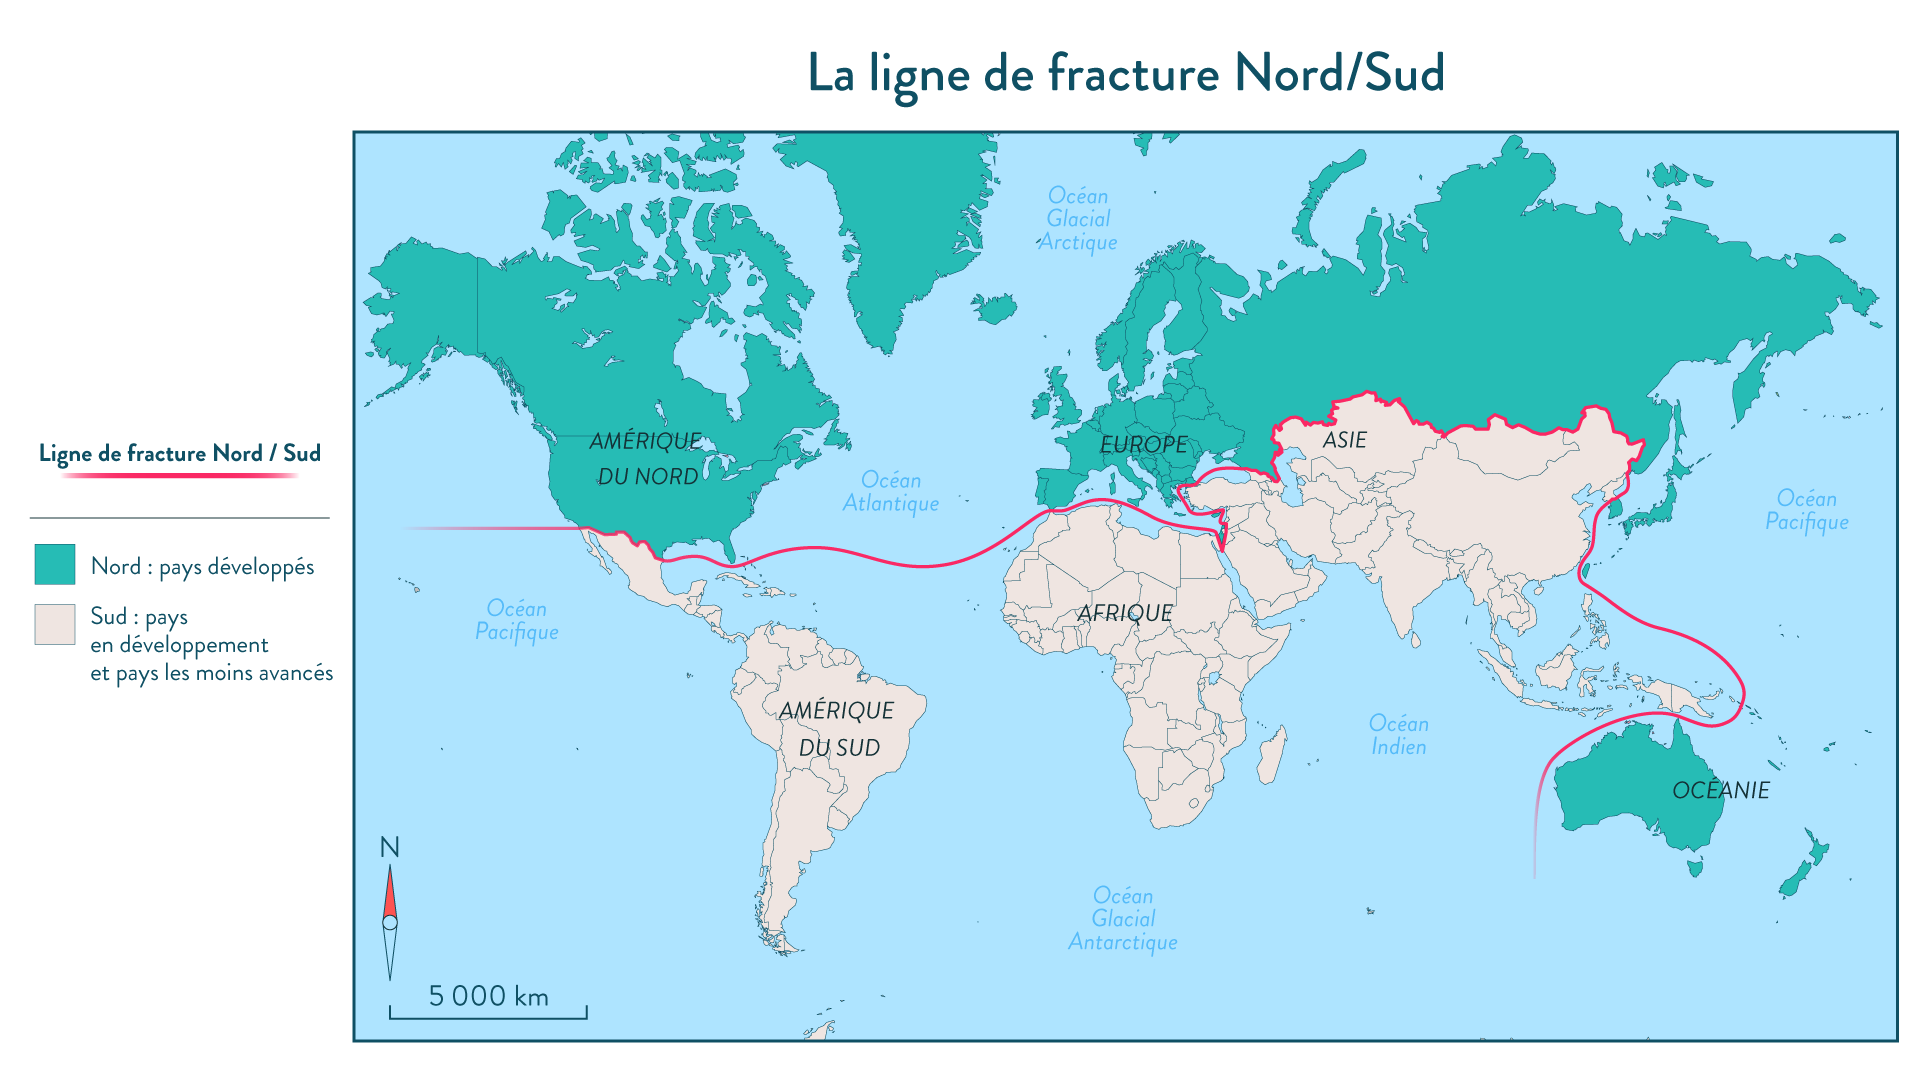 La ligne de fracture Nord/Sud
Ligne de fracture Nord / Sud
Nord : pays développés
Sud : pays
en développement
et pays les moins avancés
Océan
Glacial
Arctique
AMÉRIQUE
DU NORD
EUROPE
ASIE
Océan
Atlantique
Océan
Pacifique
Océan
Pacifique
AFRIQUE
AMÉRIQUE
DU SUD
Océan
Indien
OCÉANIE
Océan
Glacial
Antarctique
N
5 000 km